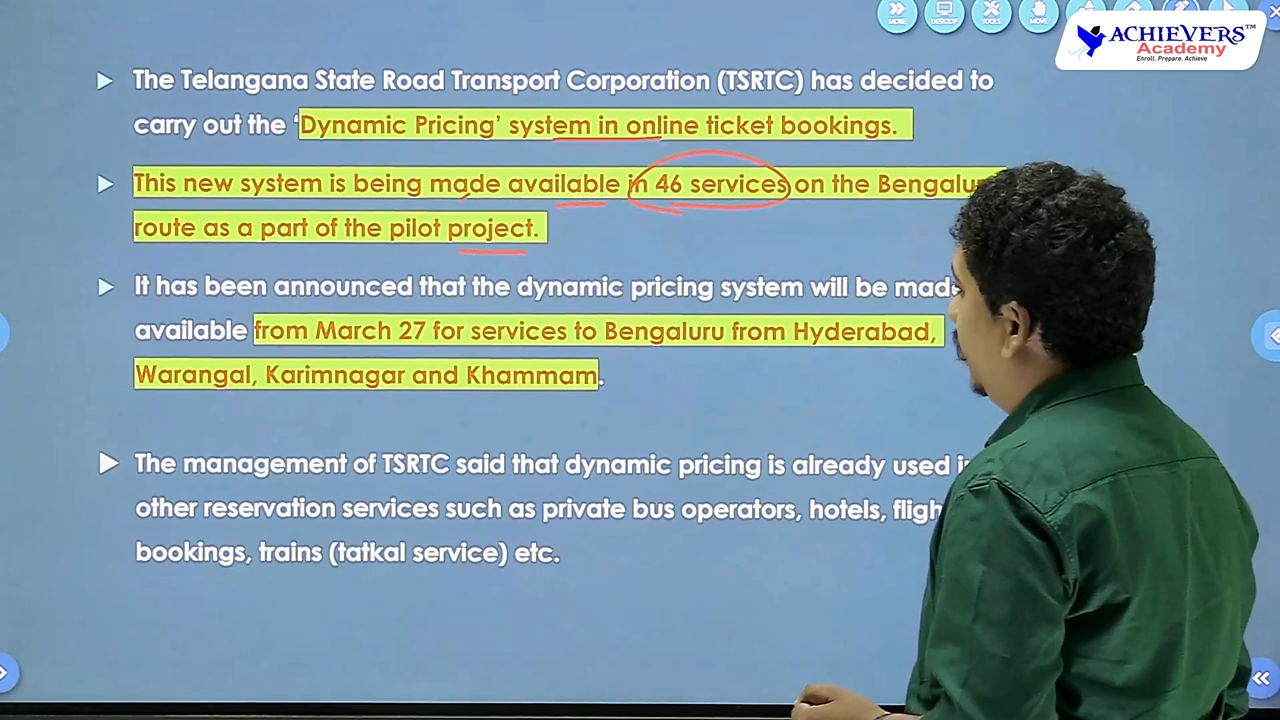 MORE
DESKTOP
TOOLS
MOVE
ACHIEVERS™
Academy
Enroll. Prepare. Achieve
The Telangana State Road Transport Corporation (TSRTC) has decided to
carry out the ‘Dynamic Pricing’ system in online ticket bookings.
This new system is being made available in 46 services on the
route as a part of the pilot project.
It has been announced that the dynamic pricing system will be
available from March 27 for services to Bengaluru from Hyderabad,
Warangal, Karimnagar and Khammam.
The management of TSRTC said that dynamic pricing is already used
other reservation services such as private bus operators, hotels,
bookings, trains (tatkal service) etc.